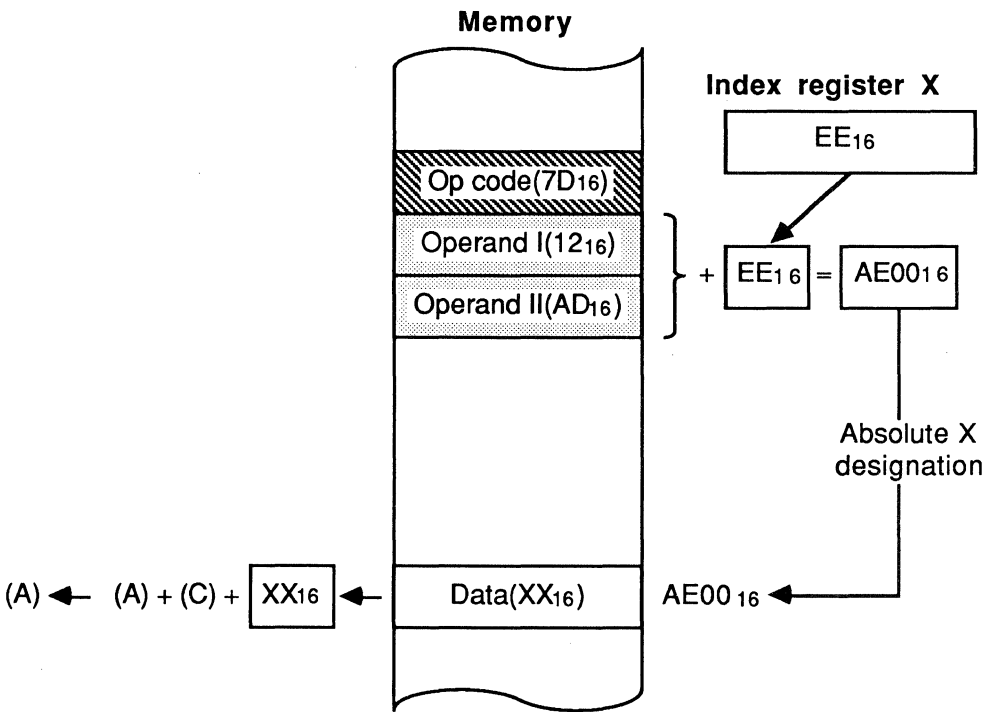 Memory
Index register X
EE16
Op code(7D16)
Operand I(1216)
+ EE16 = AE0016
Operand II(AD16)
Absolute X
designation
(A) ← (A) + (C) + XX16 ← Data(XX16) AE0016